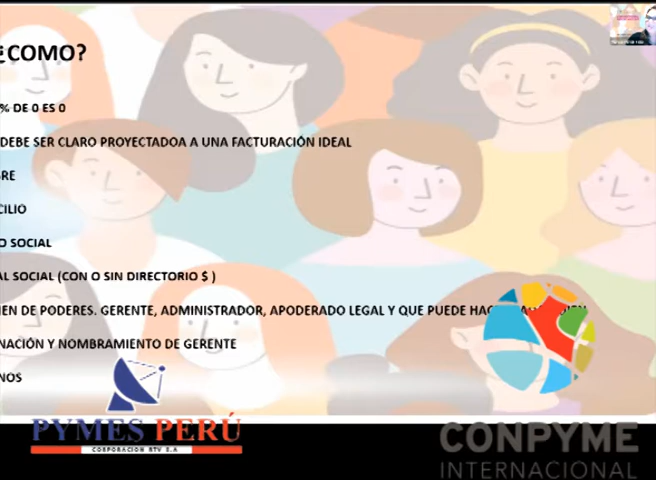 ¿COMO?
% DE 0 ES 0
DEBE SER CLARO PROYECTADOA A UNA FACTURACIÓN IDEAL
RE
CILIO
O SOCIAL
AL SOCIAL (CON O SIN DIRECTORIO $ )
EN DE PODERES. GERENTE, ADMINISTRADOR, APODERADO LEGAL Y QUE PUEDE
NACIÓN Y NOMBRAMIENTO DE GERENTE
NOS
PYMES PERÚ
CORPORACION RTV S.A
CONPYME
INTERNACIONAL